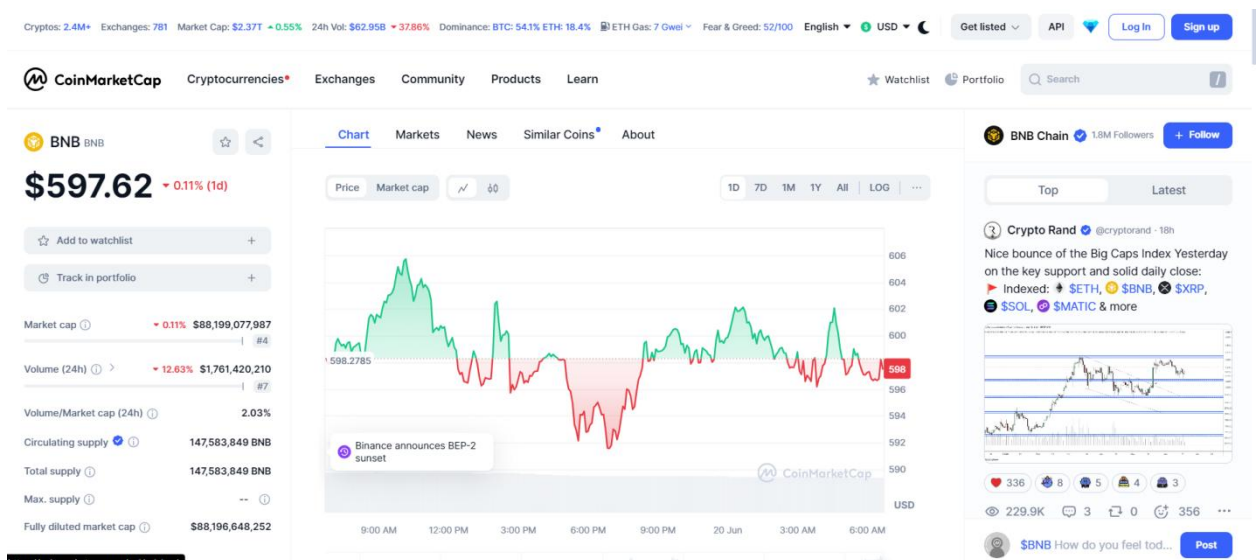 Cryptos: 2.4M+ Exchanges: 781 Market Cap: $2.37T 0.55% 24h Vol: $62.95B 37.86% Dominance: BTC: 54.1% ETH: 18.4% ETH Gas: 7 Gwei Fear & Greed: 52/100 English USD Get listed API Log In Sign up
CoinMarketCap Cryptocurrencies Exchanges Community Products Learn Watchlist Portfolio Search /
BNB BNB
$597.62 0.11% (1d)
Add to watchlist +
Track in portfolio +
Market cap 0.11% $88,199,077,987
#4
Volume (24h) 12.63% $1,761,420,210
#7
Volume/Market cap (24h) 2.03%
Circulating supply 147,583,849 BNB
Total supply 147,583,849 BNB
Max. supply --
Fully diluted market cap $88,196,648,252
Chart Markets News Similar Coins About
Price Market cap 1D 7D 1M 1Y All LOG ...
606
604
602
600
598.2785
598
596
594
592
590
USD
Binance announces BEP-2
sunset
CoinMarketCap
9:00 AM 12:00 PM 3:00 PM 6:00 PM 9:00 PM 20 Jun 3:00 AM 6:00 AM
BNB Chain 1.8M Followers + Follow
Top Latest
Crypto Rand @cryptorand · 18h
Nice bounce of the Big Caps Index Yesterday
on the key support and solid daily close:
Indexed: $ETH, $BNB, $XRP,
$SOL, $MATIC & more
336 8 5 4 3
229.9K 3 0 356 ...
$BNB How do you feel tod... Post